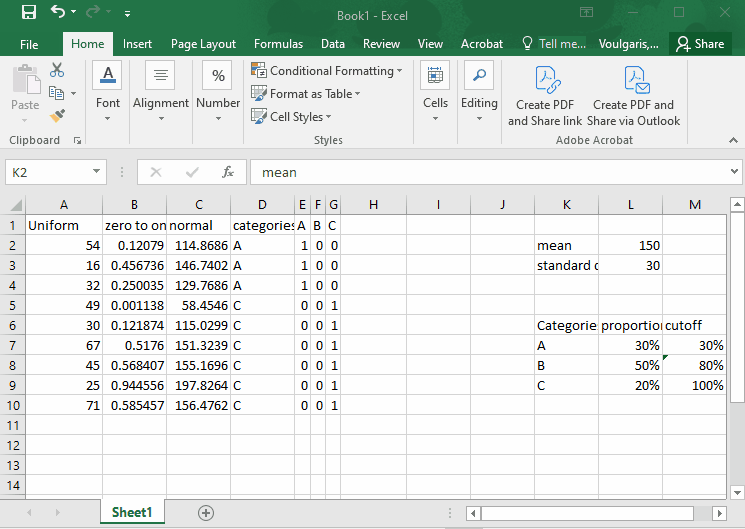 Book1 - Excel
File Home Insert Page Layout Formulas Data Review View Acrobat Tell me... Voulgaris,... Share
Paste Font Alignment Number Conditional Formatting Format as Table Cell Styles Cells Editing Create PDF and Share link Create PDF and Share via Outlook
Clipboard Styles Adobe Acrobat
K2 fx mean
A B C D E F G H I J K L M
1 Uniform zero to on normal categories A B C
2 54 0.12079 114.8686 A 1 0 0 mean 150
3 16 0.456736 146.7402 A 1 0 0 standard d 30
4 32 0.250035 129.7686 A 1 0 0
5 49 0.001138 58.4546 C 0 0 1
6 30 0.121874 115.0299 C 0 0 1 Categorie proportion cutoff
7 67 0.5176 151.3239 C 0 0 1 A 30% 30%
8 45 0.568407 155.1696 C 0 0 1 B 50% 80%
9 25 0.944556 197.8264 C 0 0 1 C 20% 100%
10 71 0.585457 156.4762 C 0 0 1
11
12
13
14
Sheet1